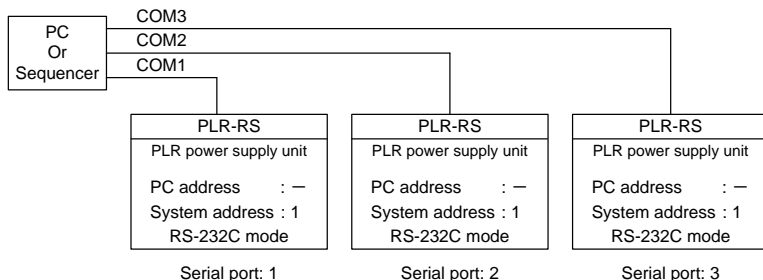 COM3
COM2
COM1
PC
Or
Sequencer
PLR-RS
PLR power supply unit
PC address : －
System address : 1
RS-232C mode
Serial port: 1
PLR-RS
PLR power supply unit
PC address : －
System address : 1
RS-232C mode
Serial port: 2
PLR-RS
PLR power supply unit
PC address : －
System address : 1
RS-232C mode
Serial port: 3